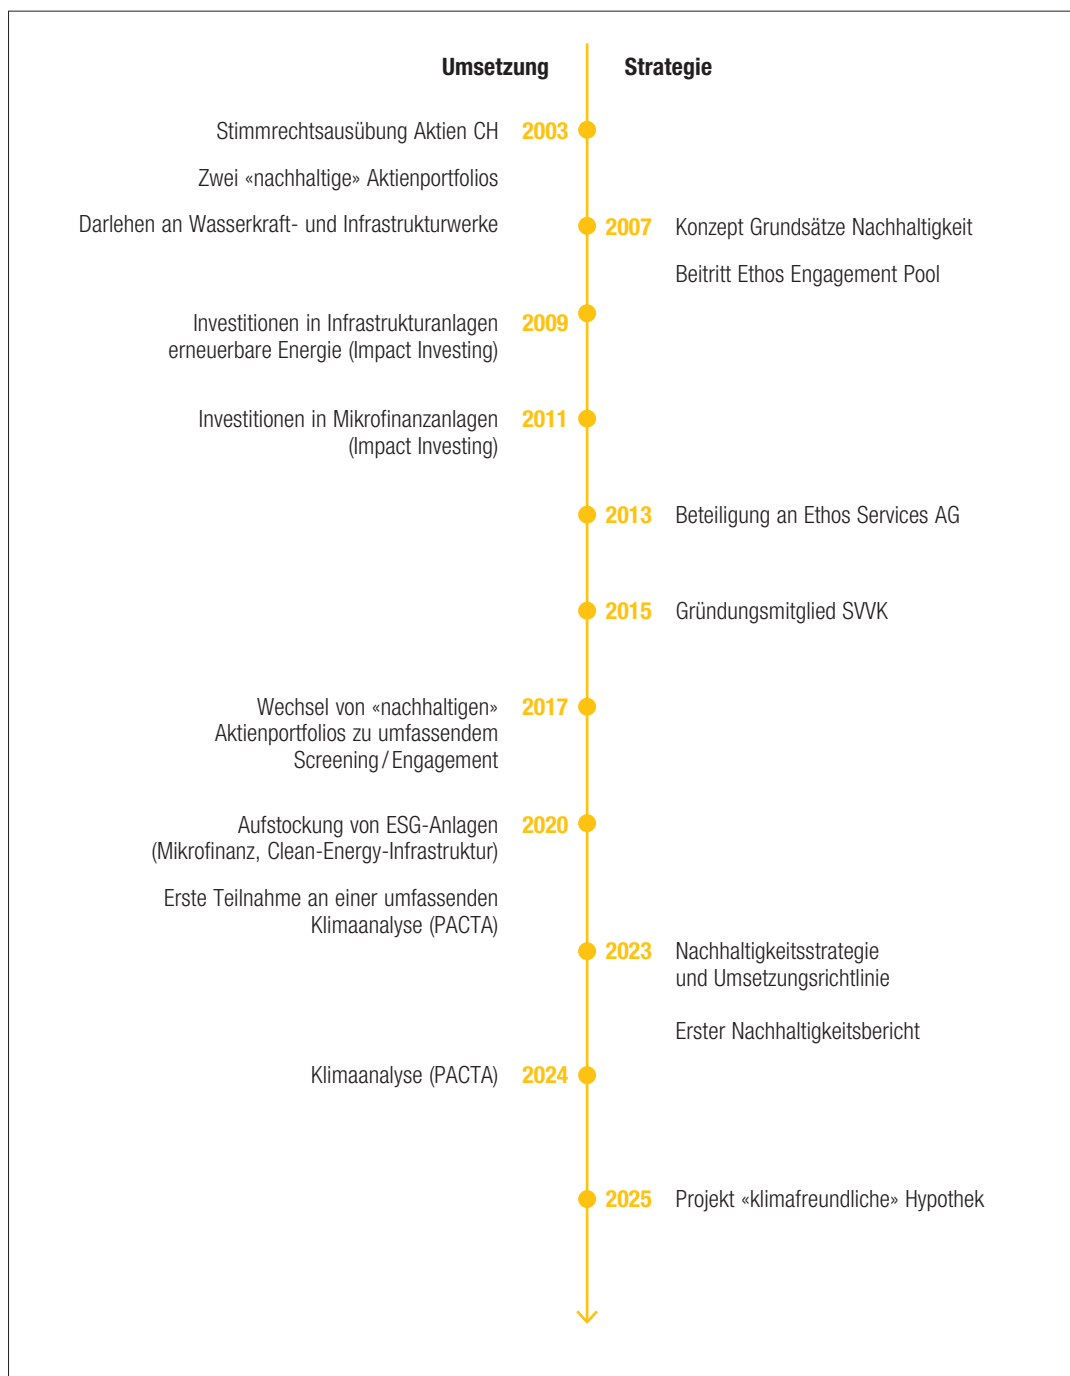 Umsetzung
Strategie
Stimmrechtsausübung Aktien CH 2003
Zwei «nachhaltige» Aktienportfolios
Darlehen an Wasserkraft- und Infrastrukturwerke
2007 Konzept Grundsätze Nachhaltigkeit
Beitritt Ethos Engagement Pool
Investitionen in Infrastrukturanlagen 2009
erneuerbare Energie (Impact Investing)
Investitionen in Mikrofinanzanlagen 2011
(Impact Investing)
2013 Beteiligung an Ethos Services AG
2015 Gründungsmitglied SVVK
Wechsel von «nachhaltigen» 2017
Aktienportfolios zu umfassendem
Screening / Engagement
Aufstockung von ESG-Anlagen 2020
(Mikrofinanz, Clean-Energy-Infrastruktur)
Erste Teilnahme an einer umfassenden
Klimaanalyse (PACTA)
2023 Nachhaltigkeitsstrategie
und Umsetzungsrichtlinie
Erster Nachhaltigkeitsbericht
Klimaanalyse (PACTA) 2024
2025 Projekt «klimafreundliche» Hypothek